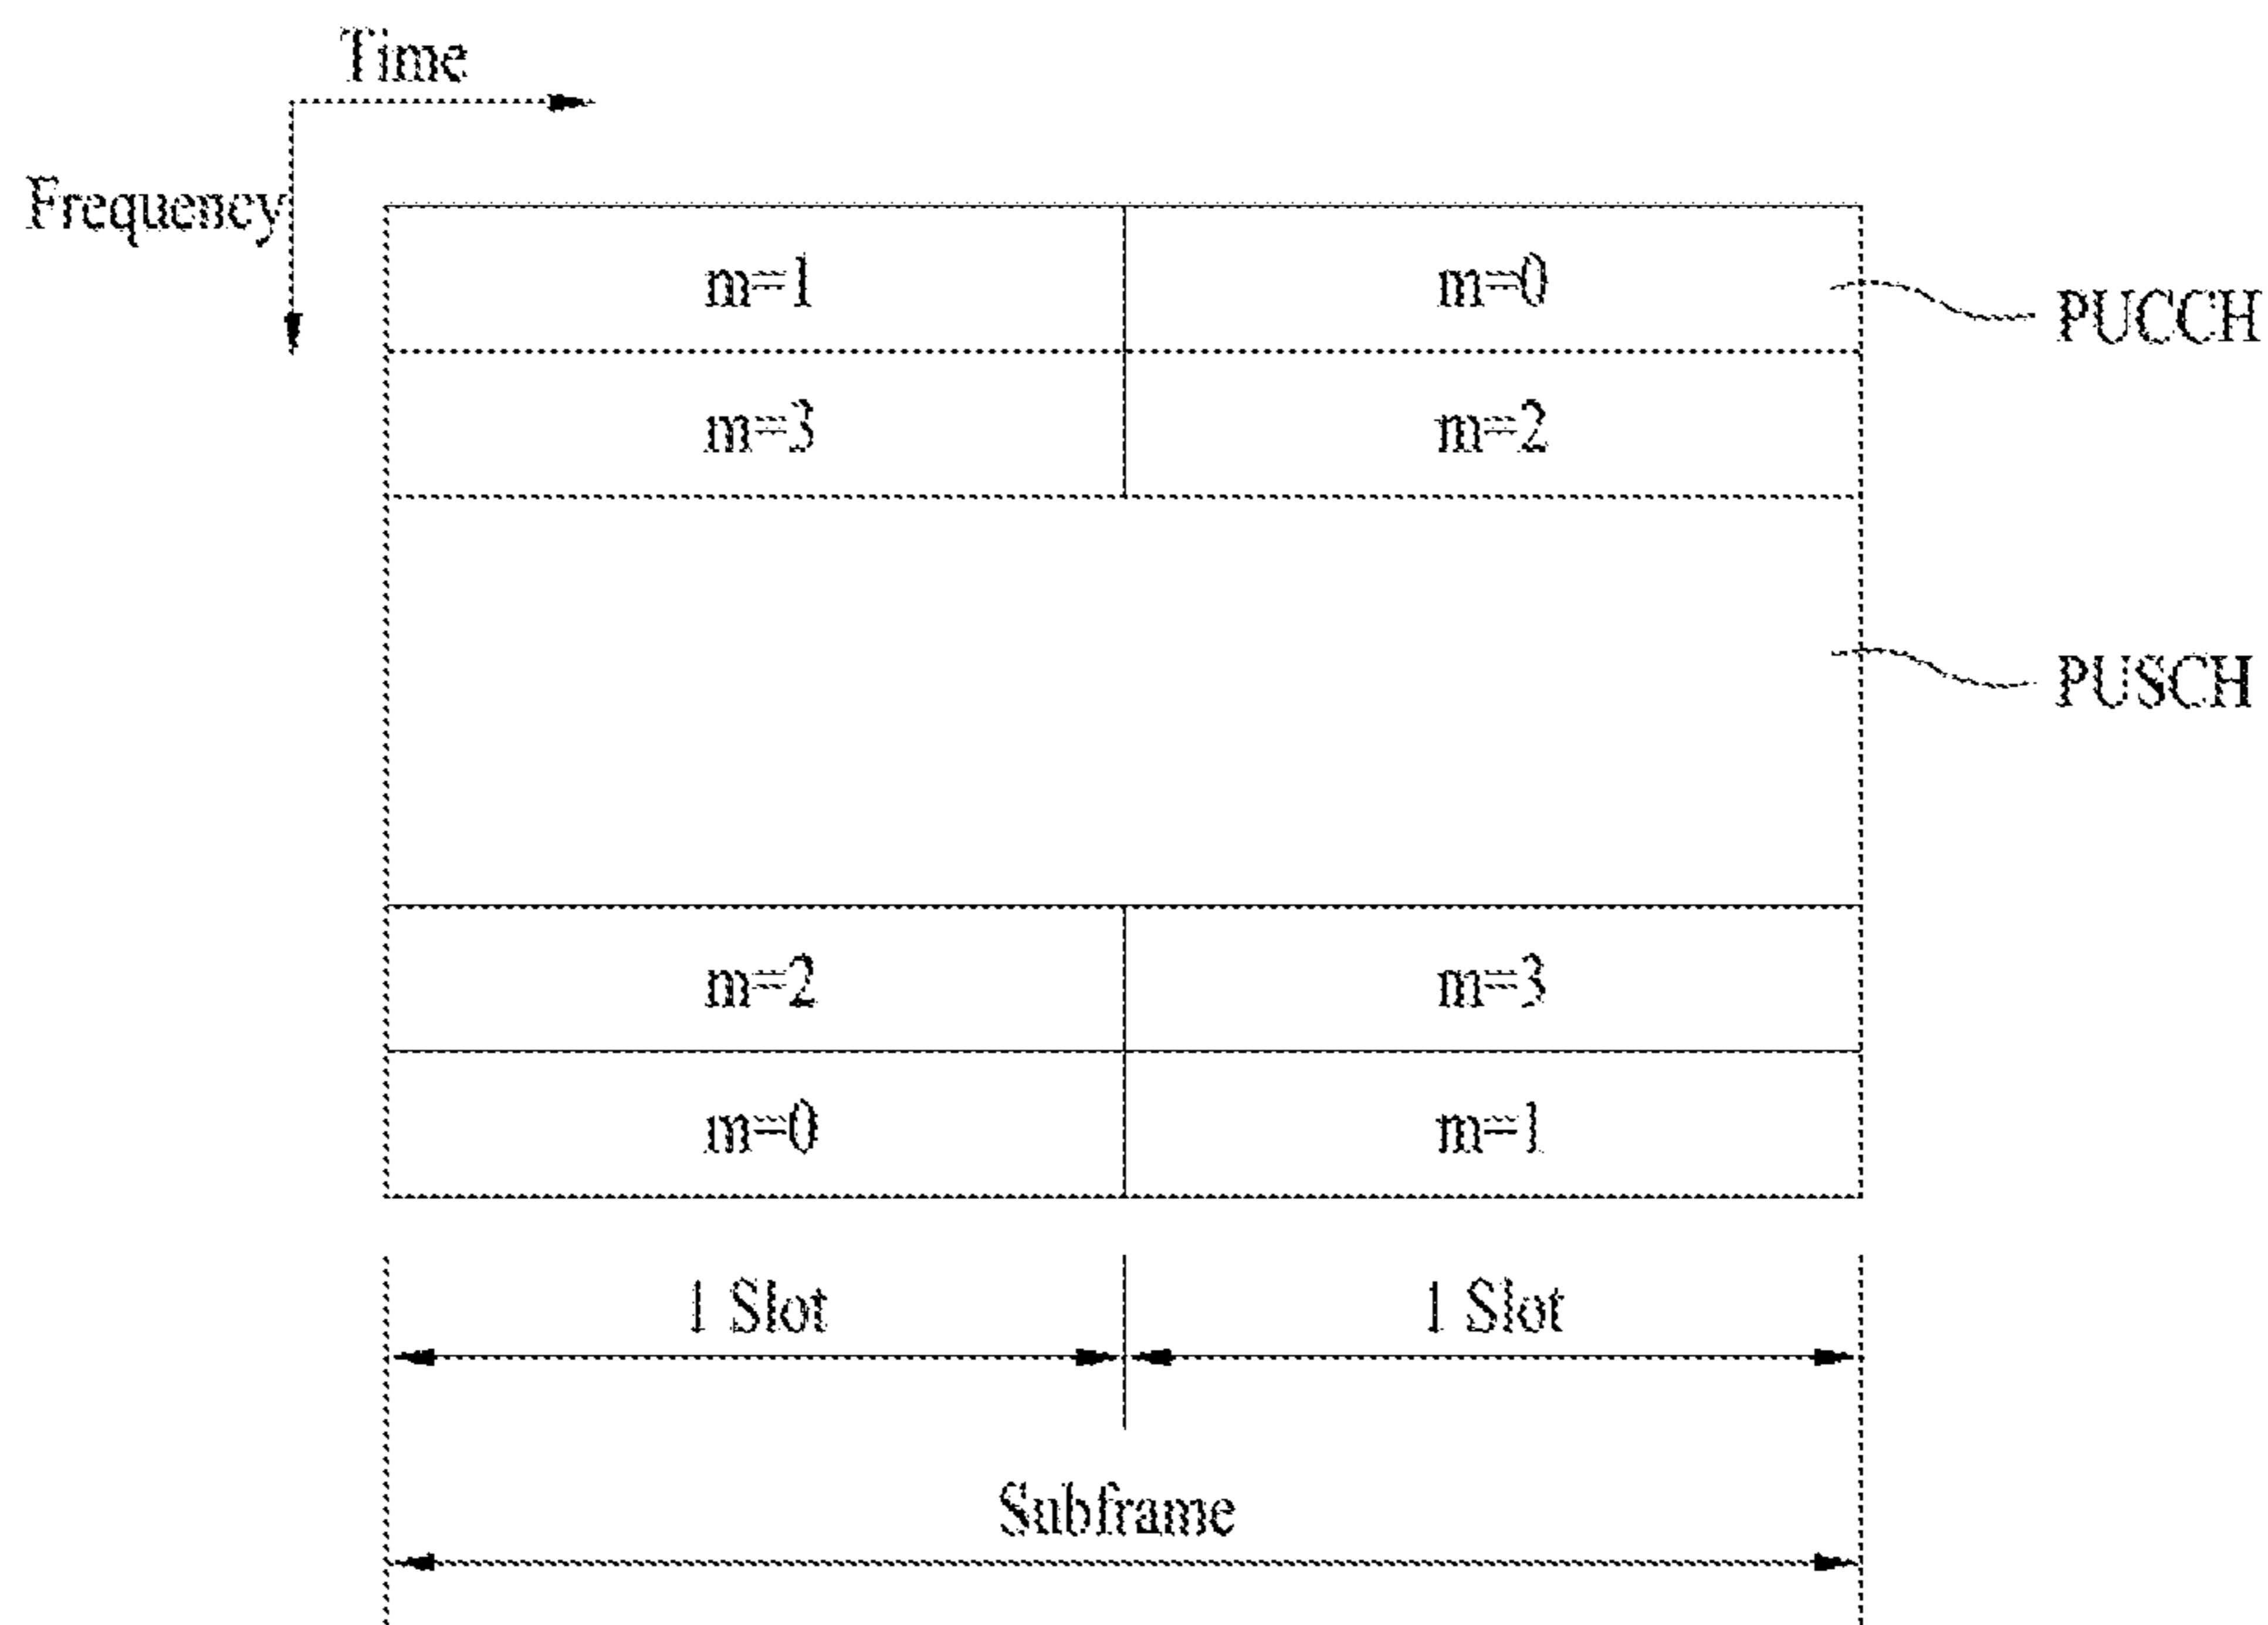 Time
Frequency
m=1 m=0
PUCCH
m=3 m=2
PUSCH
m=2 m=3
m=0 m=1
1 Slot 1 Slot
Subframe